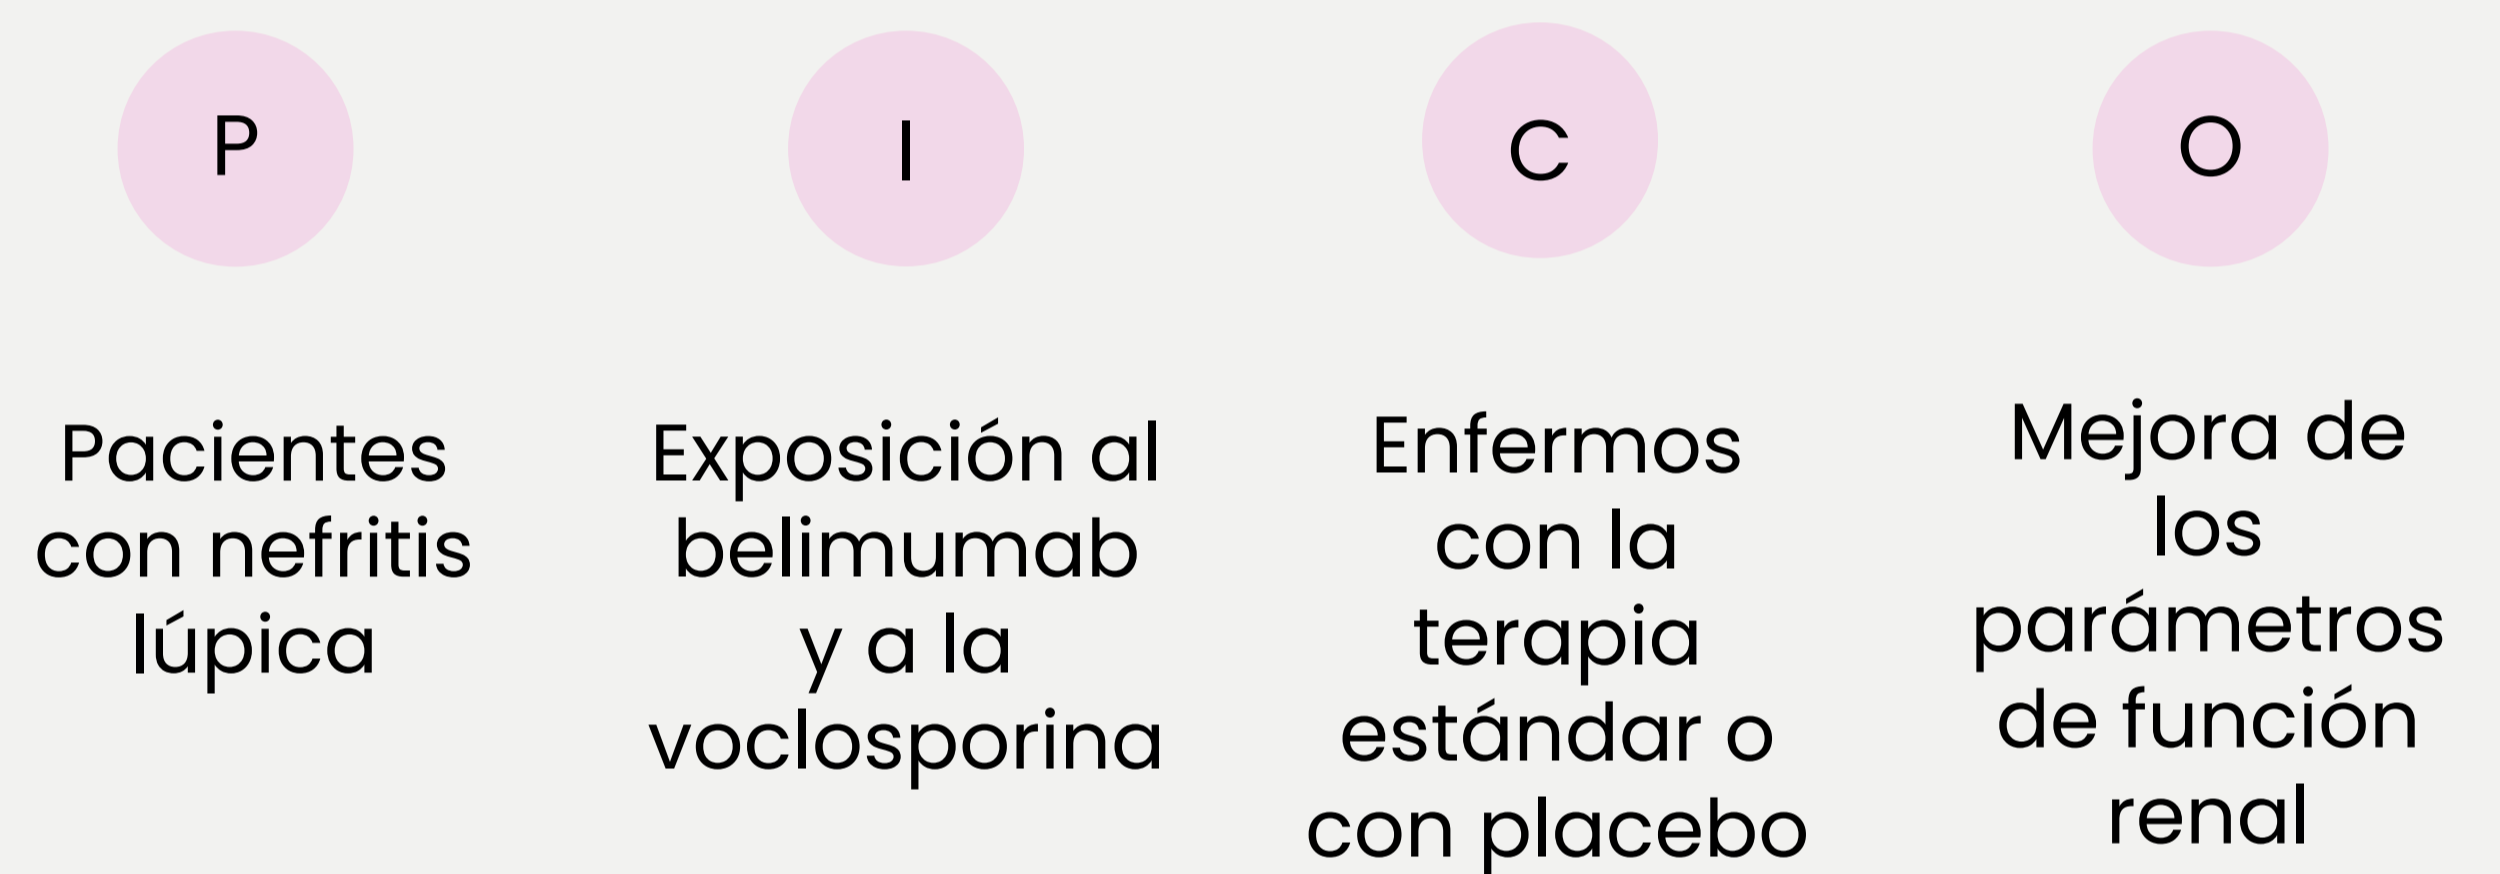 P
Pacientes
con nefritis
lúpica
I
Exposición al
belimumab
y a la
voclosporina
C
Enfermos
con la
terapia
estándar o
con placebo
O
Mejora de
los
parámetros
de función
renal